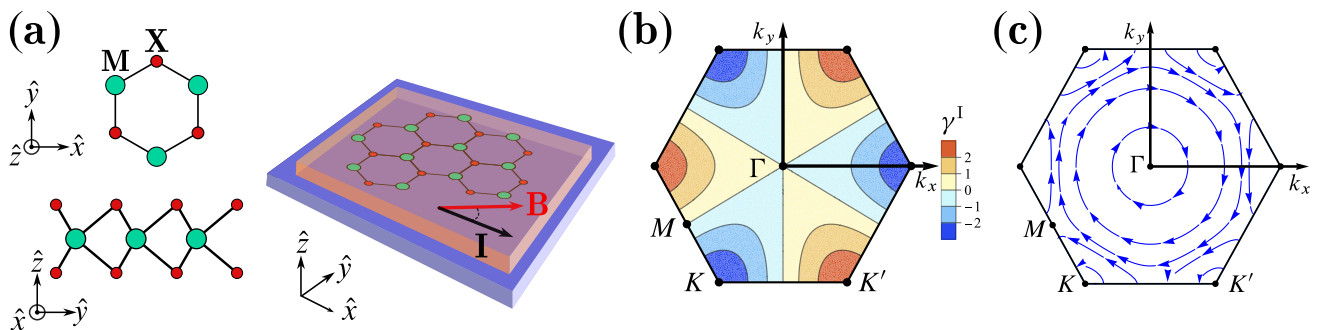 (a)
M X
ŷ
ẑ x̂
ẑ
x̂ ŷ
B
I
ẑ
ŷ
x̂
(b)
k_y
Γ
k_x
M
K K′
γ^I
2
1
0
−1
−2
(c)
k_y
Γ
k_x
M
K K′